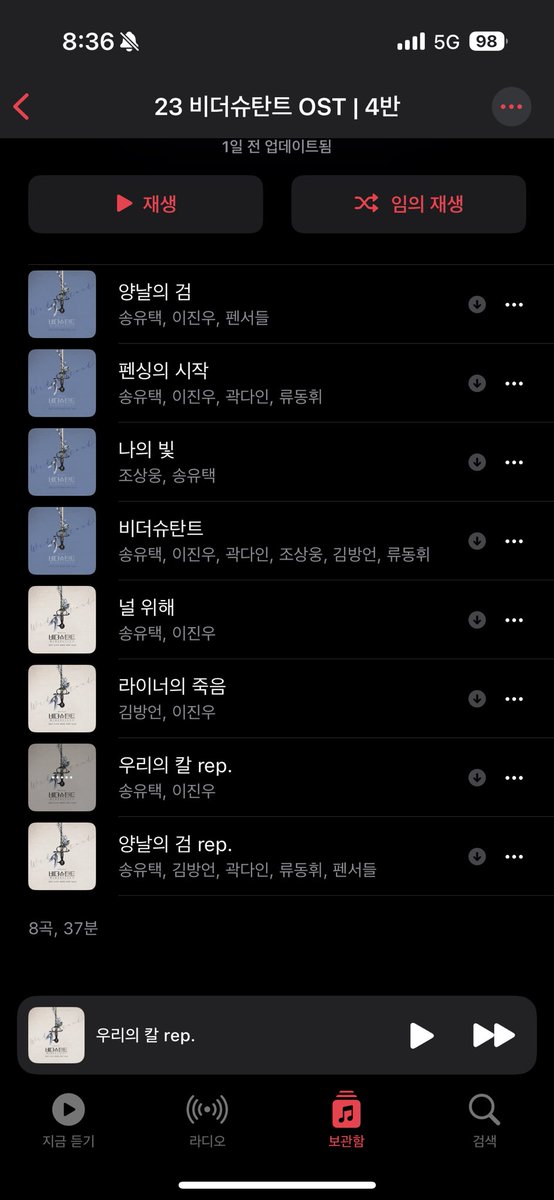 8:36
5G
98
23 비더슈탄트 OST | 4반
1일 전 업데이트됨
재생
임의 재생
양날의 검
송유택, 이진우, 펜서들
펜싱의 시작
송유택, 이진우, 곽다인, 류동휘
나의 빛
조상웅, 송유택
비더슈탄트
송유택, 이진우, 곽다인, 조상웅, 김방언, 류동휘
널 위해
송유택, 이진우
라이너의 죽음
김방언, 이진우
우리의 칼 rep.
송유택, 이진우
양날의 검 rep.
송유택, 김방언, 곽다인, 류동휘, 펜서들
8곡, 37분
우리의 칼 rep.
지금 듣기
라디오
보관함
검색